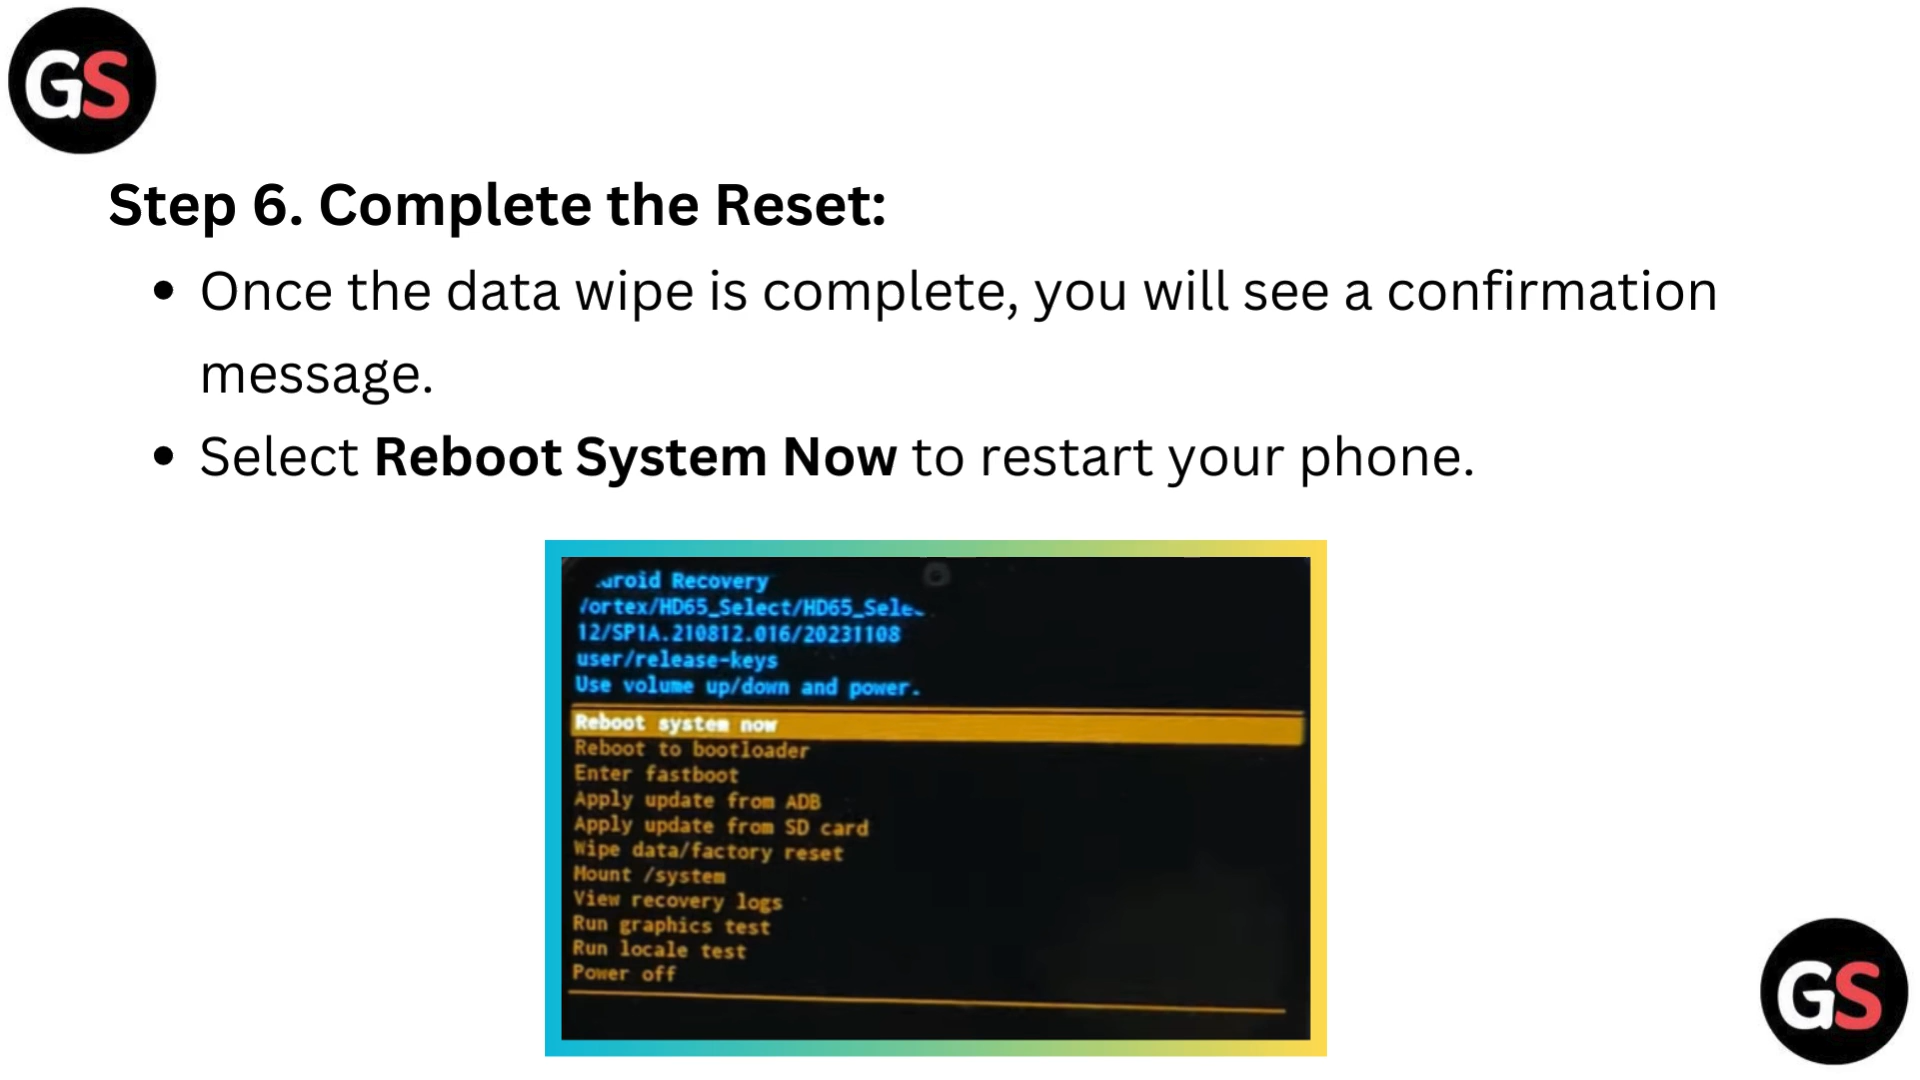 GS
Step 6. Complete the Reset:
• Once the data wipe is complete, you will see a confirmation
message.
• Select Reboot System Now to restart your phone.
Recovery
12/SP1A.210812.016/20231108
user/release-keys
Use volume up/down and power.
Reboot system now
Reboot to bootloader
Enter fastboot
Apply update from ADB
Apply update from SD card
Wipe data/factory reset
Mount /system
View recovery logs
Run graphics test
Run locale test
Power off
GS